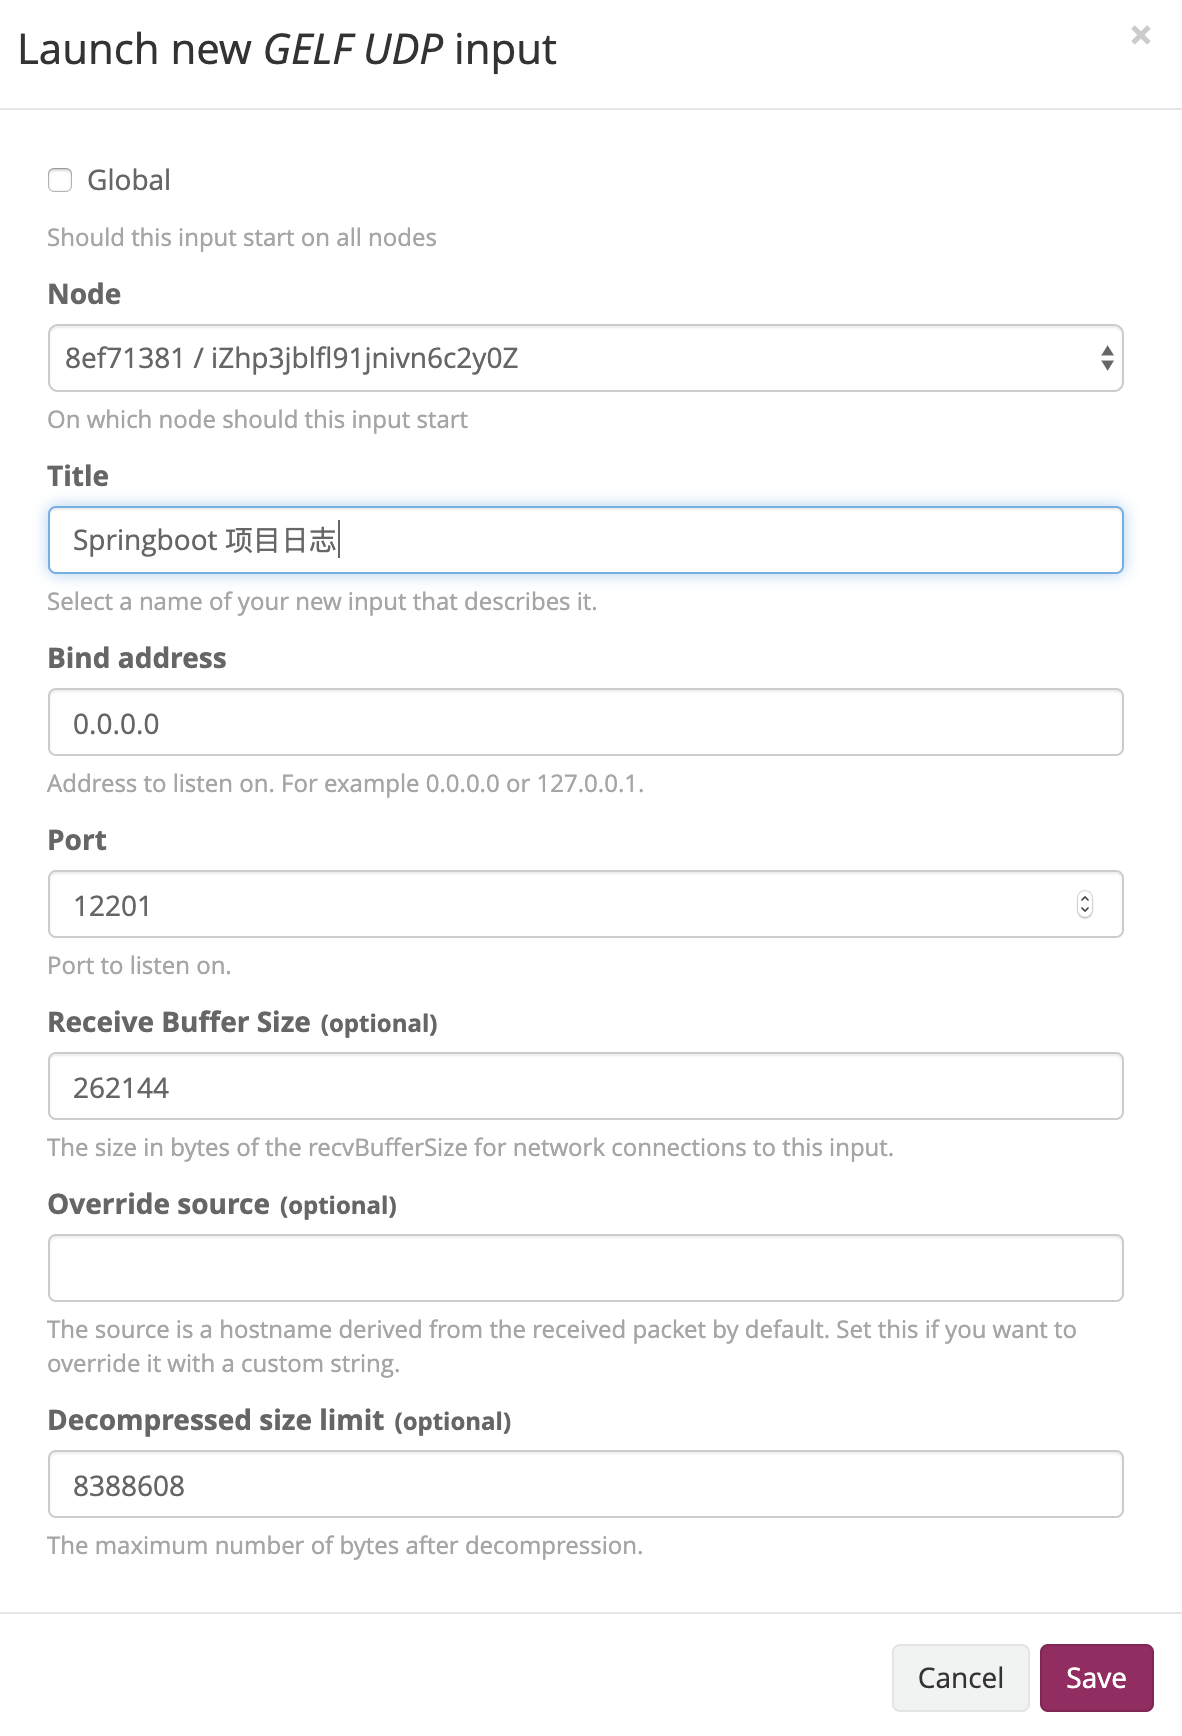 Launch new GELF UDP input
×
Global
Should this input start on all nodes
Node
8ef71381 / iZhp3jblfl91jnivn6c2y0Z
On which node should this input start
Title
Springboot 项目日志
Select a name of your new input that describes it.
Bind address
0.0.0.0
Address to listen on. For example 0.0.0.0 or 127.0.0.1.
Port
12201
Port to listen on.
Receive Buffer Size (optional)
262144
The size in bytes of the recvBufferSize for network connections to this input.
Override source (optional)
The source is a hostname derived from the received packet by default. Set this if you want to
override it with a custom string.
Decompressed size limit (optional)
8388608
The maximum number of bytes after decompression.
Cancel Save